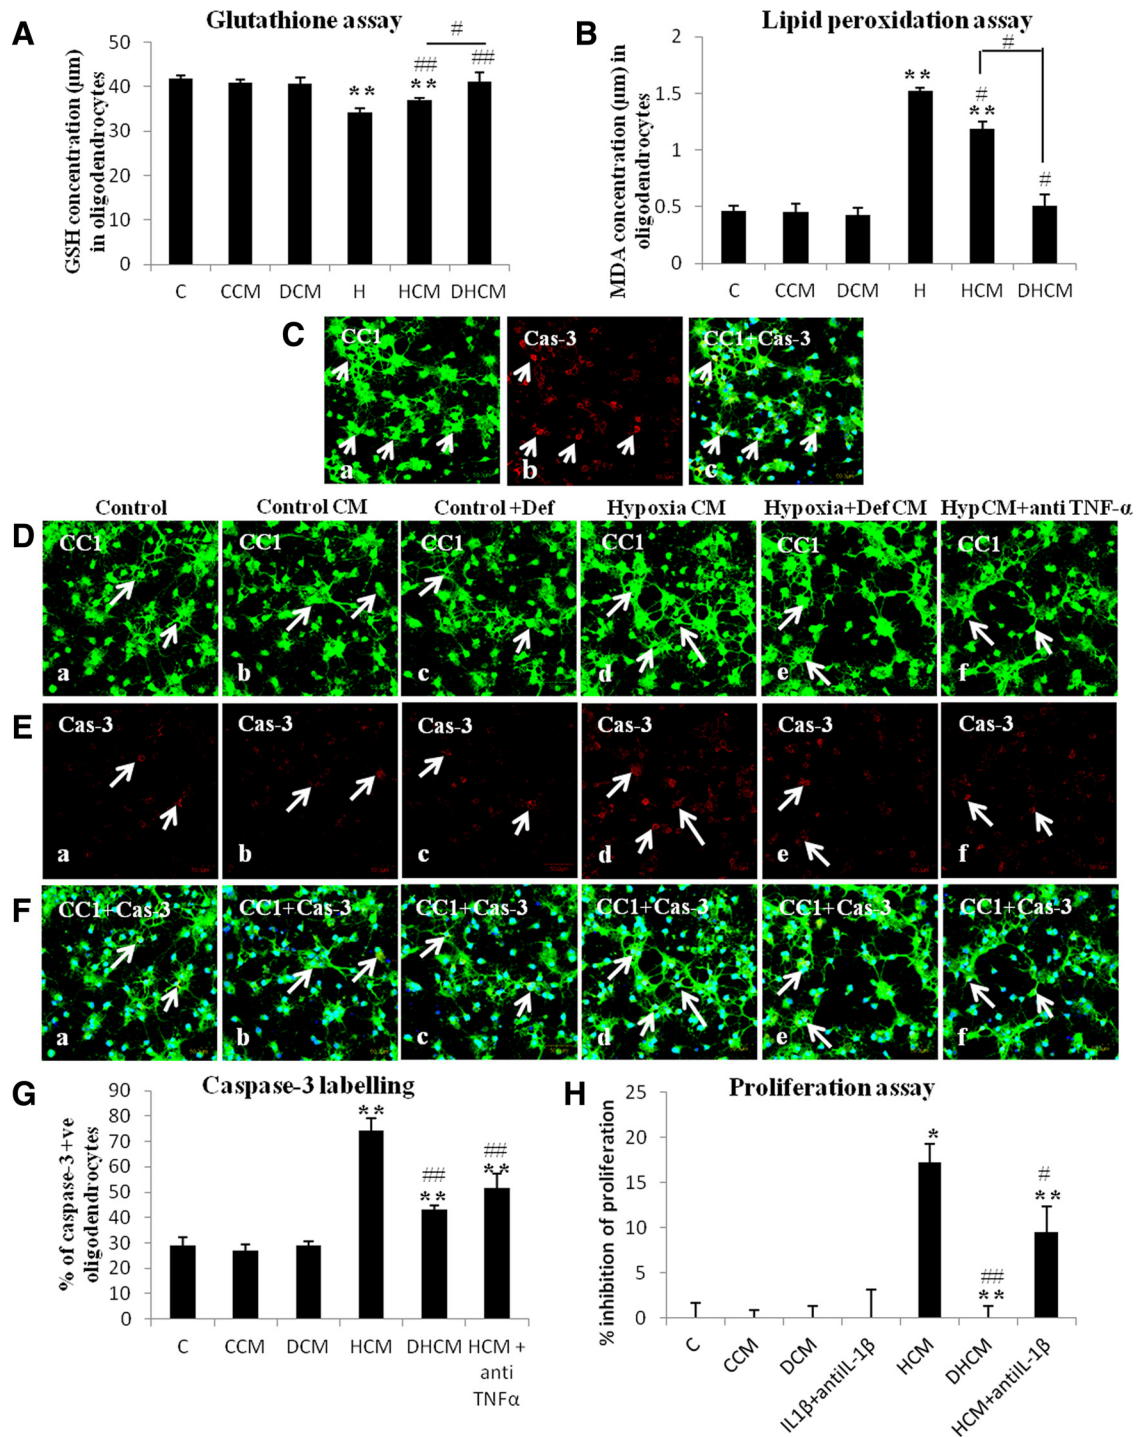 A
Glutathione assay
GSH concentration (µm)
in oligodendrocytes
50
40
30
20
10
0
C CCM DCM H HCM DHCM
** ## ** ## #
B
Lipid peroxidation assay
MDA concentration (µm) in
oligodendrocytes
2
1.5
1
0.5
0
C CCM DCM H HCM DHCM
** # ** # #
C
CC1 Cas-3 CC1+Cas-3
a b c
Control Control CM Control +Def Hypoxia CM Hypoxia+Def CM HypCM+anti TNF-α
D
CC1 CC1 CC1 CC1 CC1 CC1
a b c d e f
E
Cas-3 Cas-3 Cas-3 Cas-3 Cas-3 Cas-3
a b c d e f
F
CC1+Cas-3 CC1+Cas-3 CC1+Cas-3 CC1+Cas-3 CC1+Cas-3 CC1+Cas-3
a b c d e f
G
Caspase-3 labelling
% of caspase-3 +ve
oligodendrocytes
90
80
70
60
50
40
30
20
10
0
** ## ** ## **
C CCM DCM HCM DHCM HCM +
anti
TNFα
H
Proliferation assay
% inhibition of proliferation
25
20
15
10
5
0
* ## ** # **
C CCM DCM IL1β+antiIL-1β HCM DHCM HCM+antiIL-1β